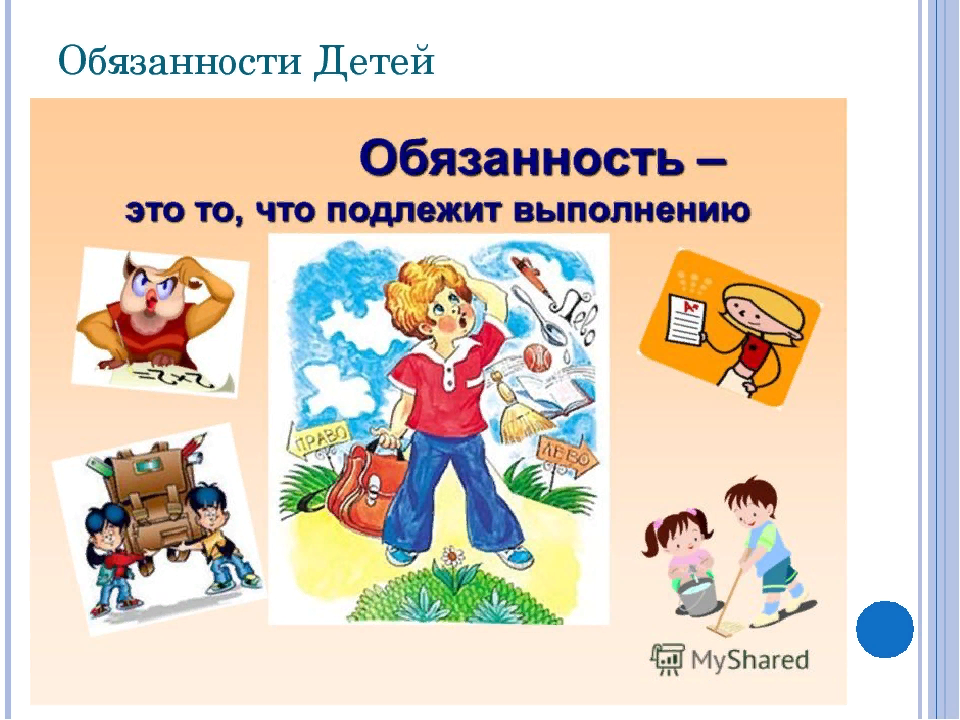 Обязанности Детей
Обязанность –
это то, что подлежит выполнению
ПРАВО
ЛЕВО
A+
MyShared